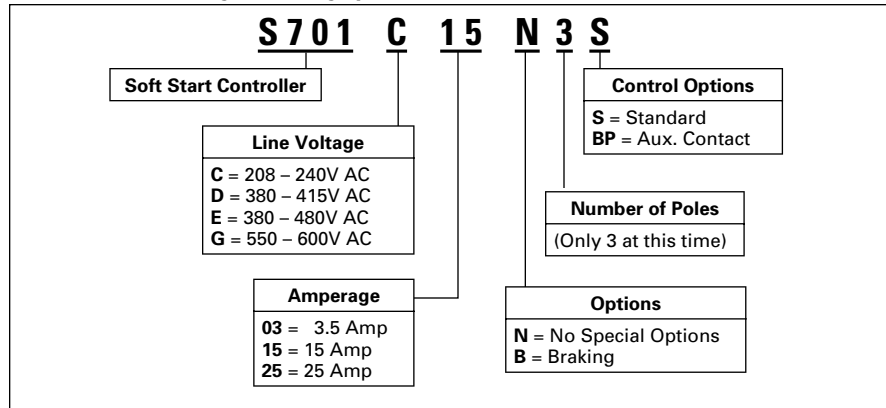 S701 C 15 N 3 S
Soft Start Controller
Control Options
S = Standard
BP = Aux. Contact
Line Voltage
C = 208 – 240V AC
D = 380 – 415V AC
E = 380 – 480V AC
G = 550 – 600V AC
Number of Poles
(Only 3 at this time)
Amperage
03 = 3.5 Amp
15 = 15 Amp
25 = 25 Amp
Options
N = No Special Options
B = Braking